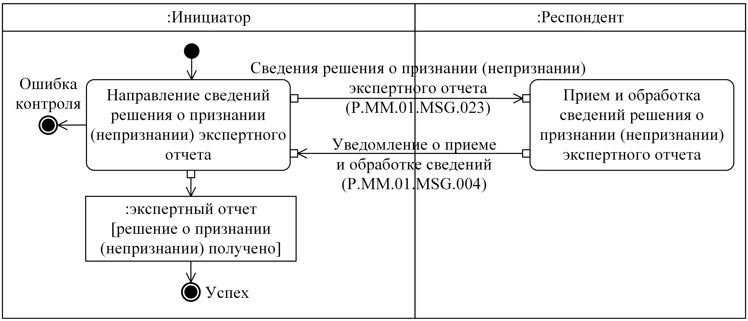 :Инициатор
:Респондент
Ошибка
контроля
Направление сведений
решения о признании
(непризнании) экспертного
отчета
Сведения решения о признании (непризнании)
экспертного отчета
(P.MM.01.MSG.023)
Прием и обработка
сведений решения о
признании (непризнании)
экспертного отчета
Уведомление о приеме
и обработке сведений
(P.MM.01.MSG.004)
:экспертный отчет
[решение о признании
(непризнании) получено]
Успех